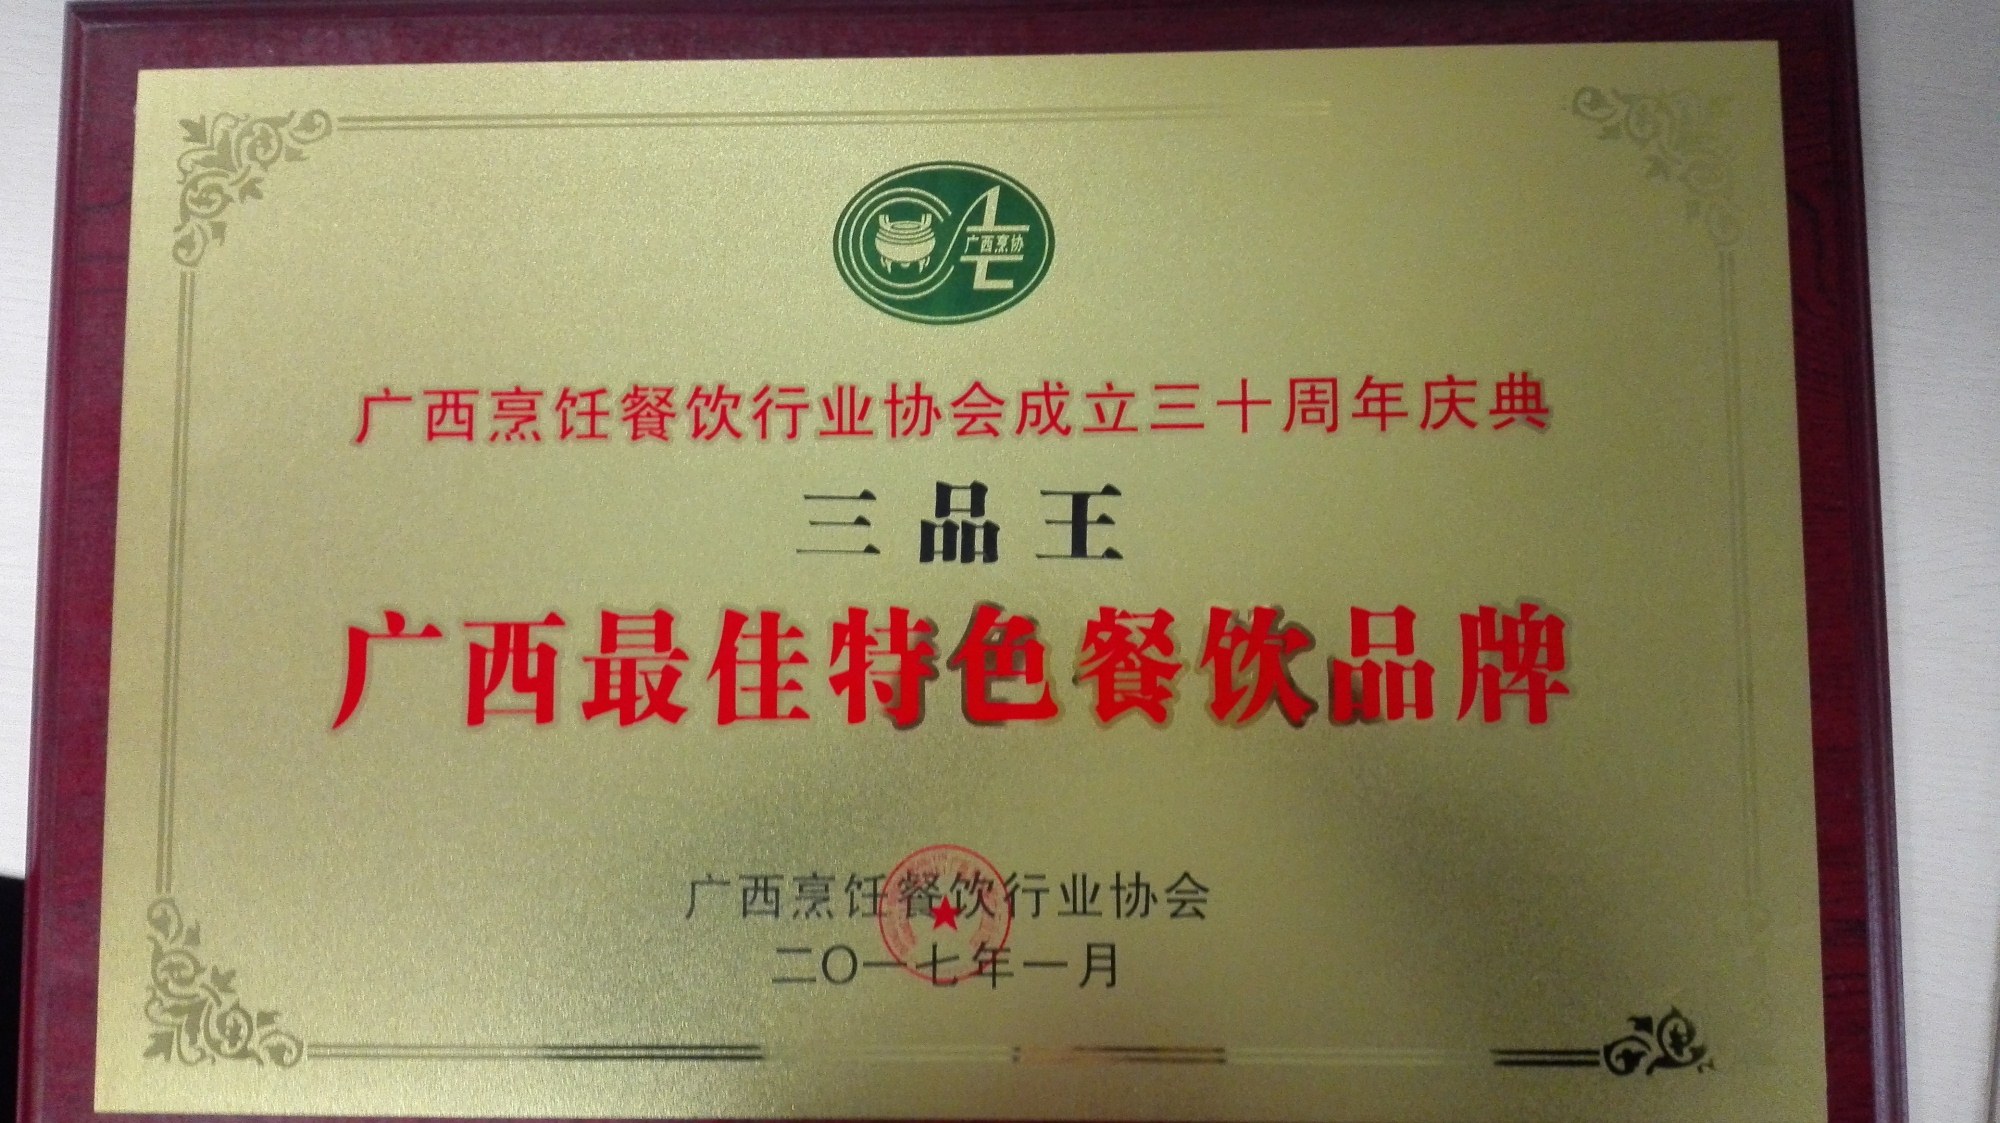 广西烹协
广西烹饪餐饮行业协会成立三十周年庆典
三品王
广西最佳特色餐饮品牌
广西烹饪餐饮行业协会
二〇一七年一月